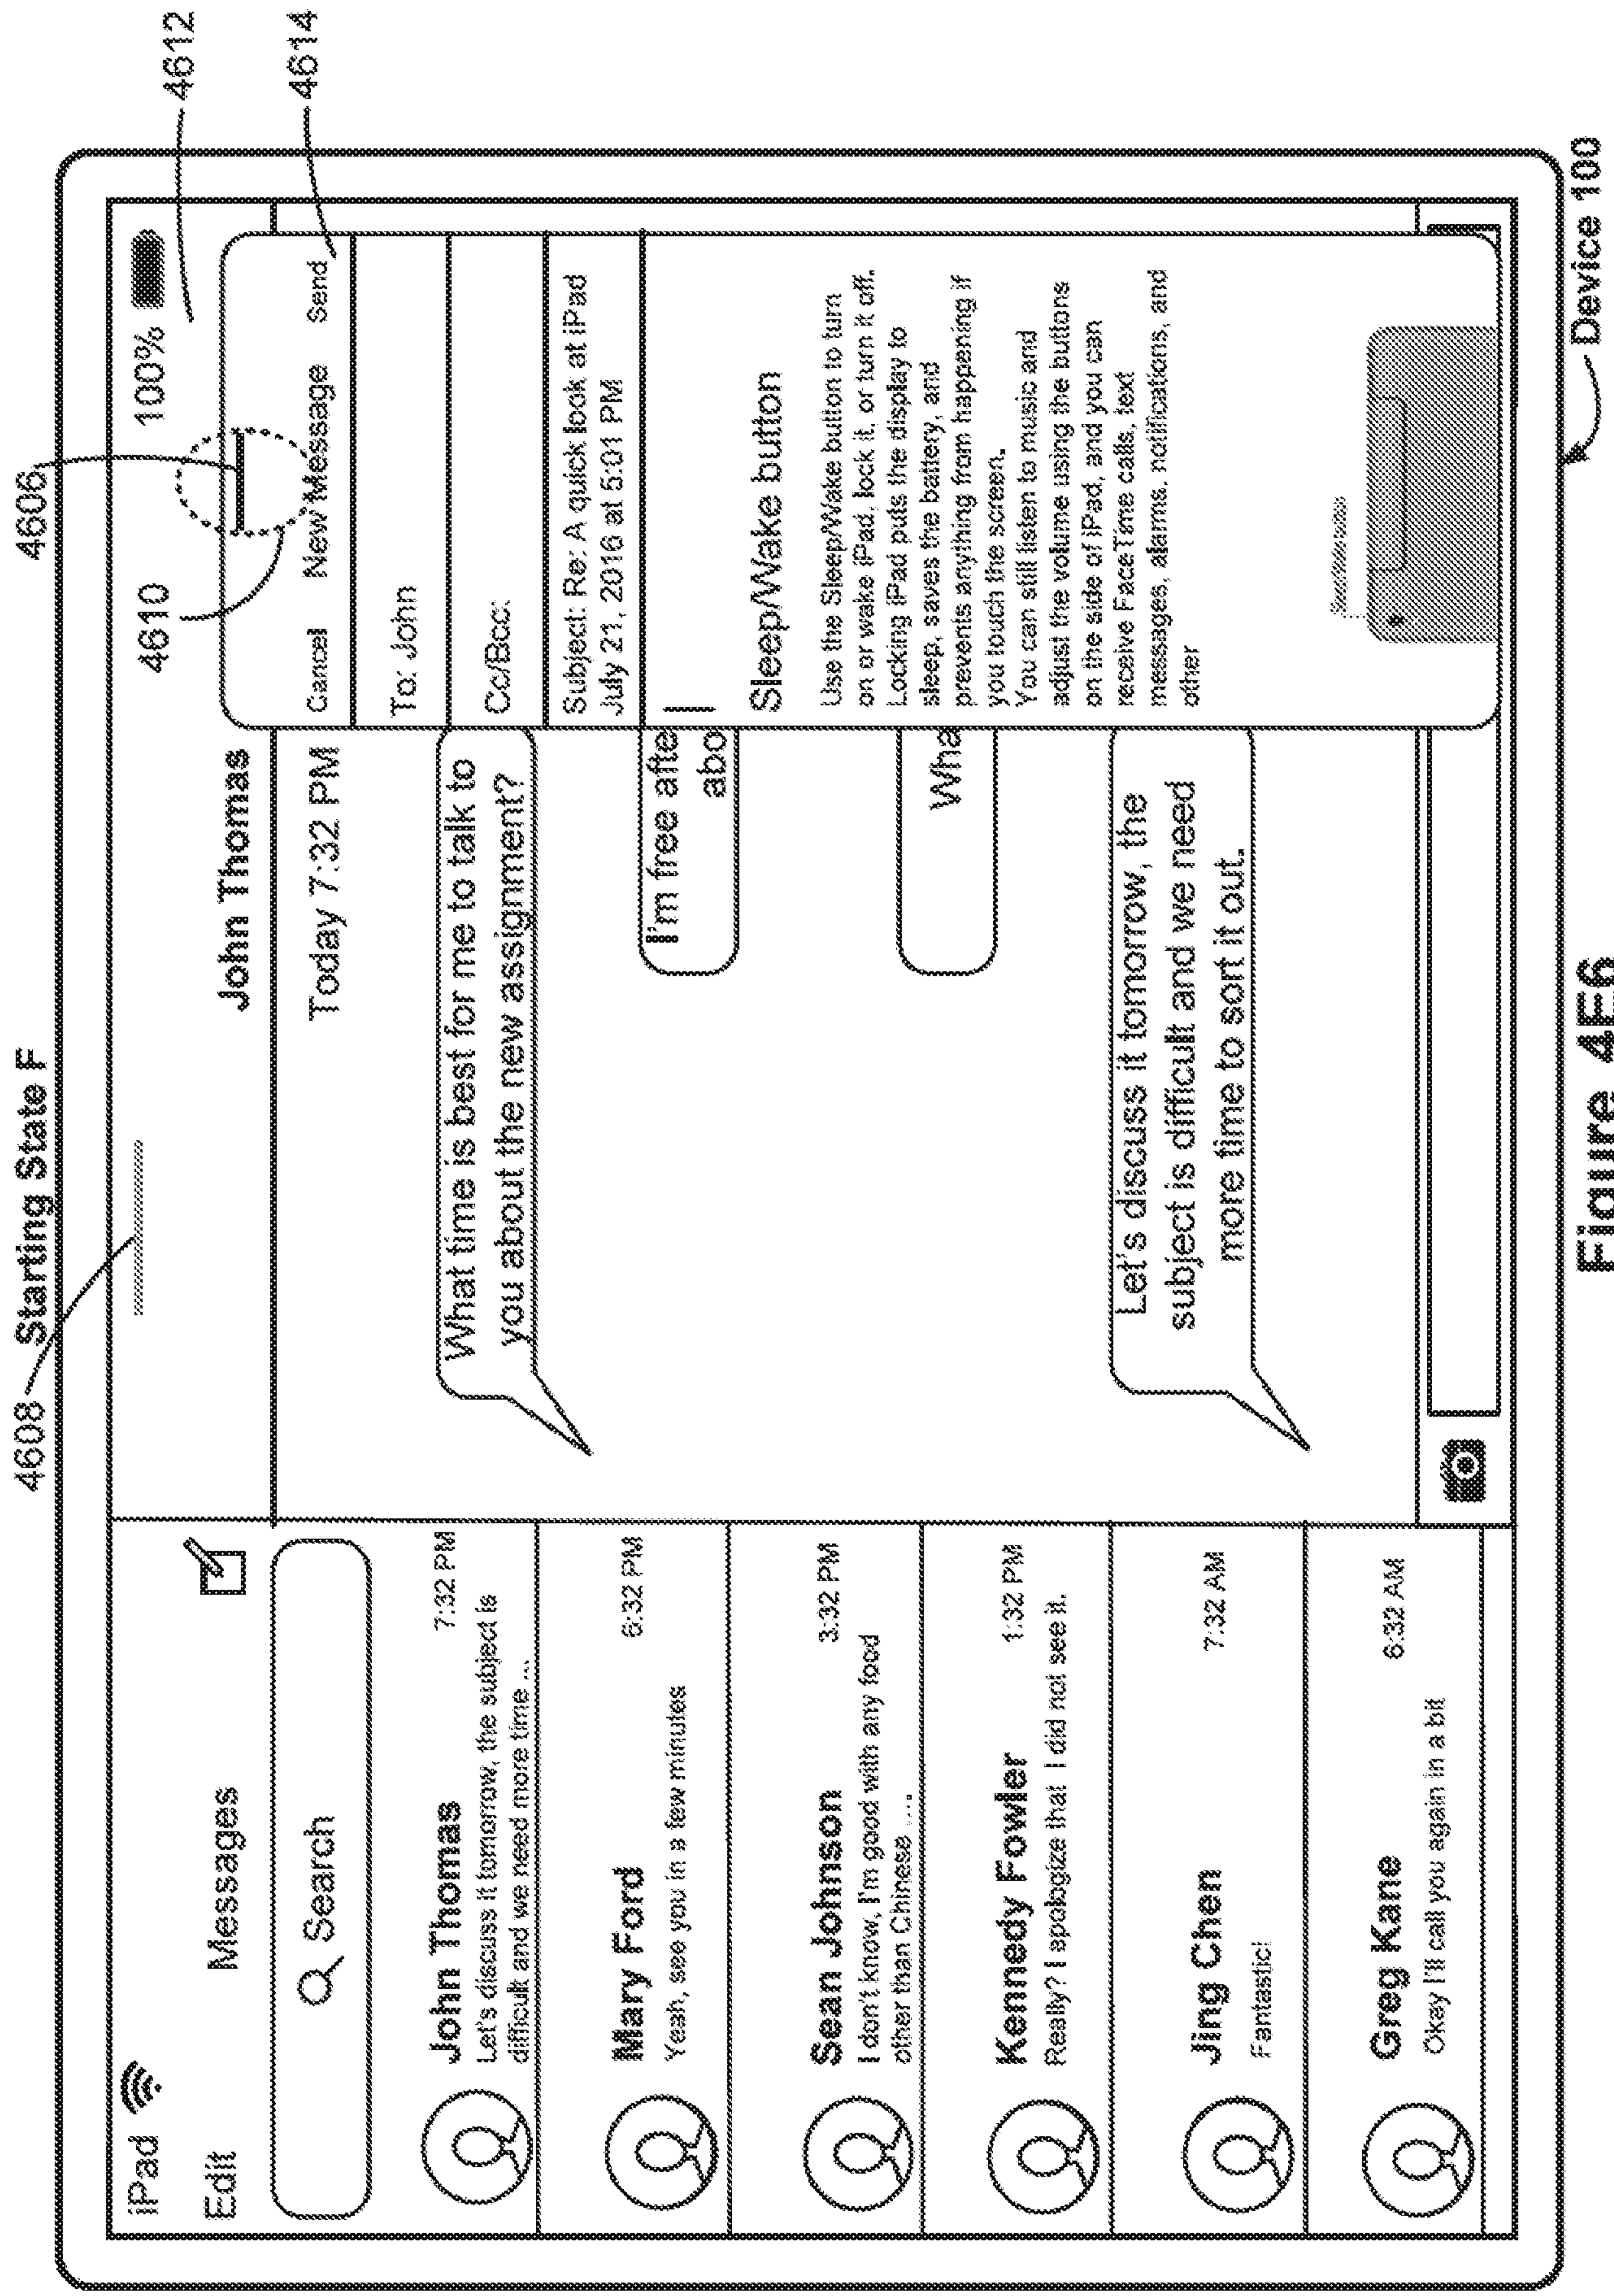 4608
Starting State F
4606
4610
4612
4614
iPad
100%
Edit
Messages
John Thomas
Search
Today 7:32 PM
John Thomas
7:32 PM
Let's discuss it tomorrow, the subject is
difficult and we need more time ...
Mary Ford
6:32 PM
Yeah, see you in a few minutes
Sean Johnson
3:32 PM
I don't know, I'm good with any food
other than Chinese ....
Kennedy Fowler
1:32 PM
Really? I apologize that I did not see it.
Jing Chen
7:32 AM
Fantastic!
Greg Kane
6:32 AM
Okay I'll call you again in a bit
What time is best for me to talk to
you about the new assignment?
I'm free afte
abo
Wha
Let's discuss it tomorrow, the
subject is difficult and we need
more time to sort it out.
Cancel New Message Send
To: John
Cc/Bcc:
Subject: Re: A quick look at iPad
July 21, 2016 at 5:01 PM
Sleep/Wake button
Use the Sleep/Wake button to turn
on or wake iPad, lock it, or turn it off.
Locking iPad puts the display to
sleep, saves the battery, and
prevents anything from happening if
you touch the screen.
You can still listen to music and
adjust the volume using the buttons
on the side of iPad, and you can
receive FaceTime calls, text
messages, alarms, notifications, and
other
Device 100
Figure 4E6